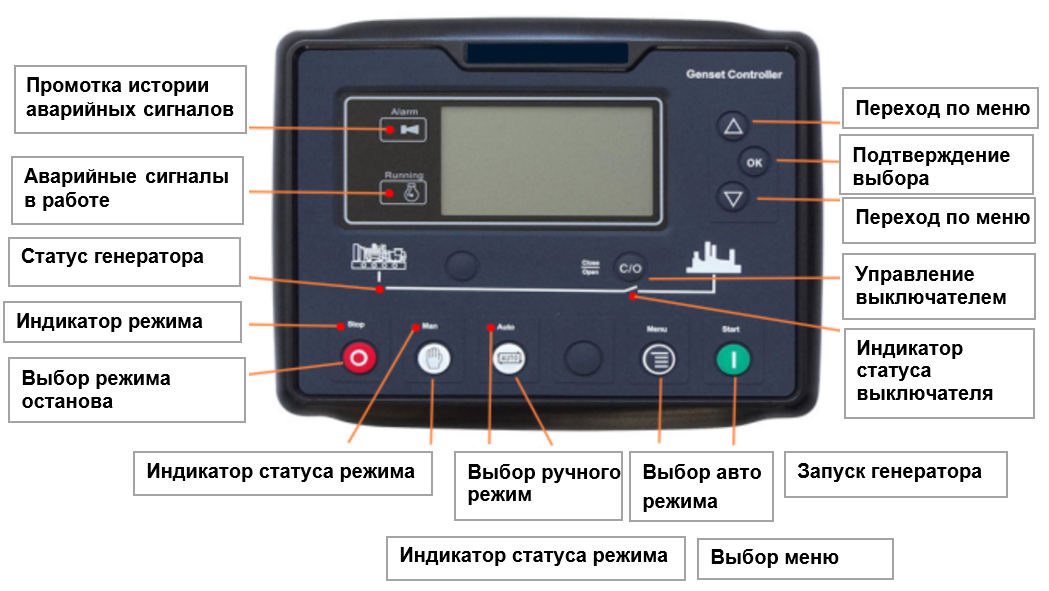 Genset Controller
Промотка истории
аварийных сигналов
Alarm
Переход по меню
Подтверждение
выбора
OK
Аварийные сигналы
в работе
Running
Переход по меню
Статус генератора
Close
Open
C/O
Управление
выключателем
Индикатор режима
Stop
Man
Auto
Menu
Start
AUTO
Индикатор
статуса
выключателя
Выбор режима
останова
Индикатор статуса режима
Выбор ручного
режим
Выбор авто
режима
Запуск генератора
Индикатор статуса режима
Выбор меню